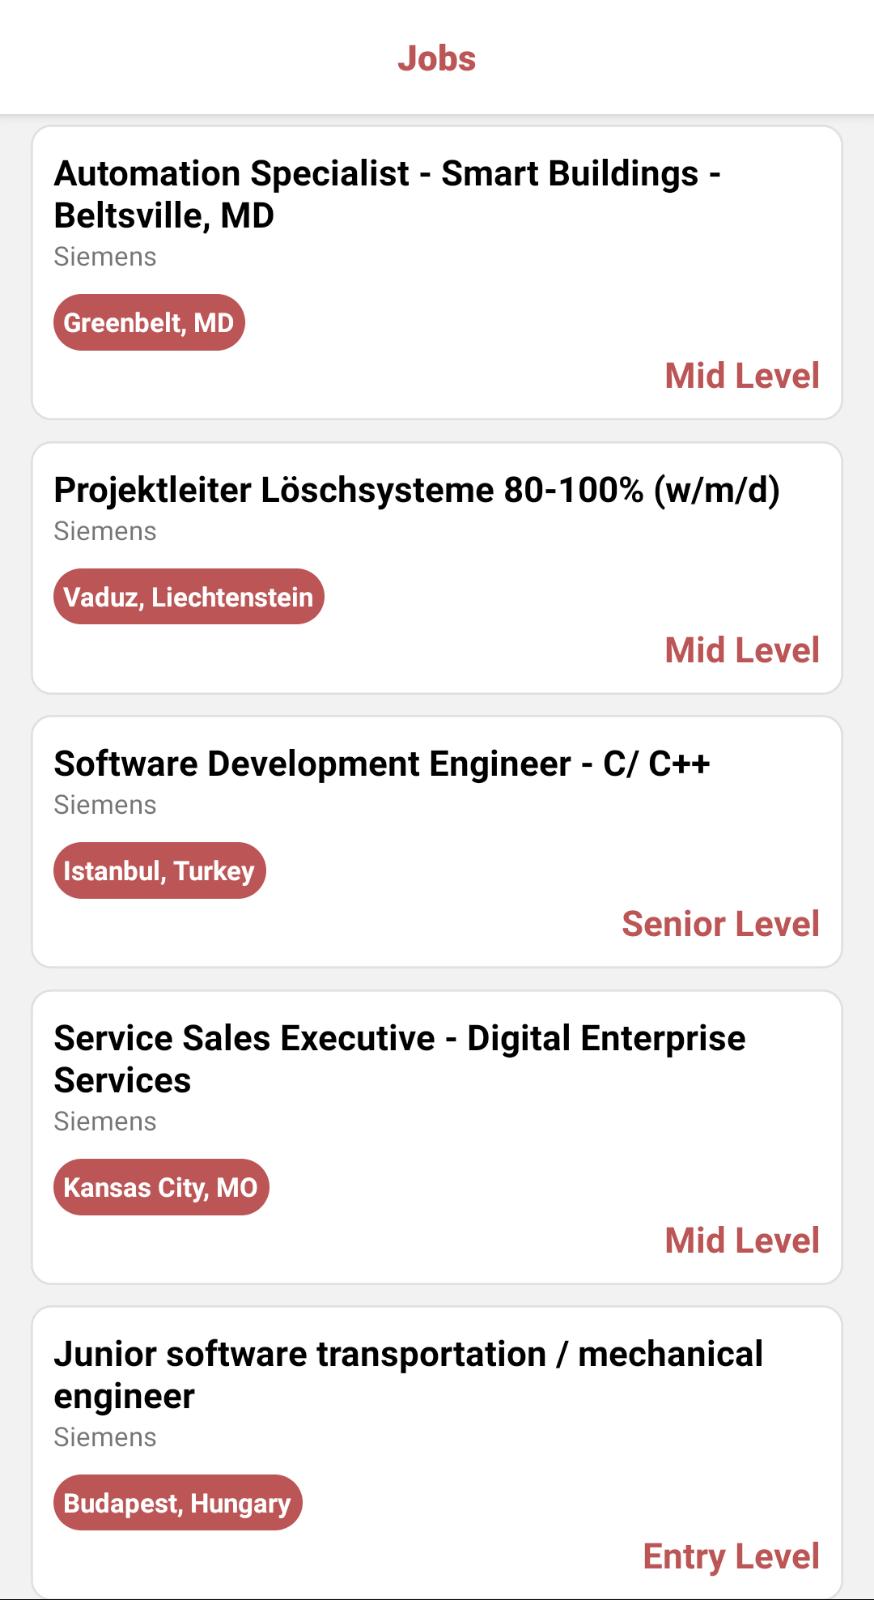 Jobs
Automation Specialist - Smart Buildings -
Beltsville, MD
Siemens
Greenbelt, MD
Mid Level
Projektleiter Löschsysteme 80-100% (w/m/d)
Siemens
Vaduz, Liechtenstein
Mid Level
Software Development Engineer - C/ C++
Siemens
Istanbul, Turkey
Senior Level
Service Sales Executive - Digital Enterprise
Services
Siemens
Kansas City, MO
Mid Level
Junior software transportation / mechanical
engineer
Siemens
Budapest, Hungary
Entry Level